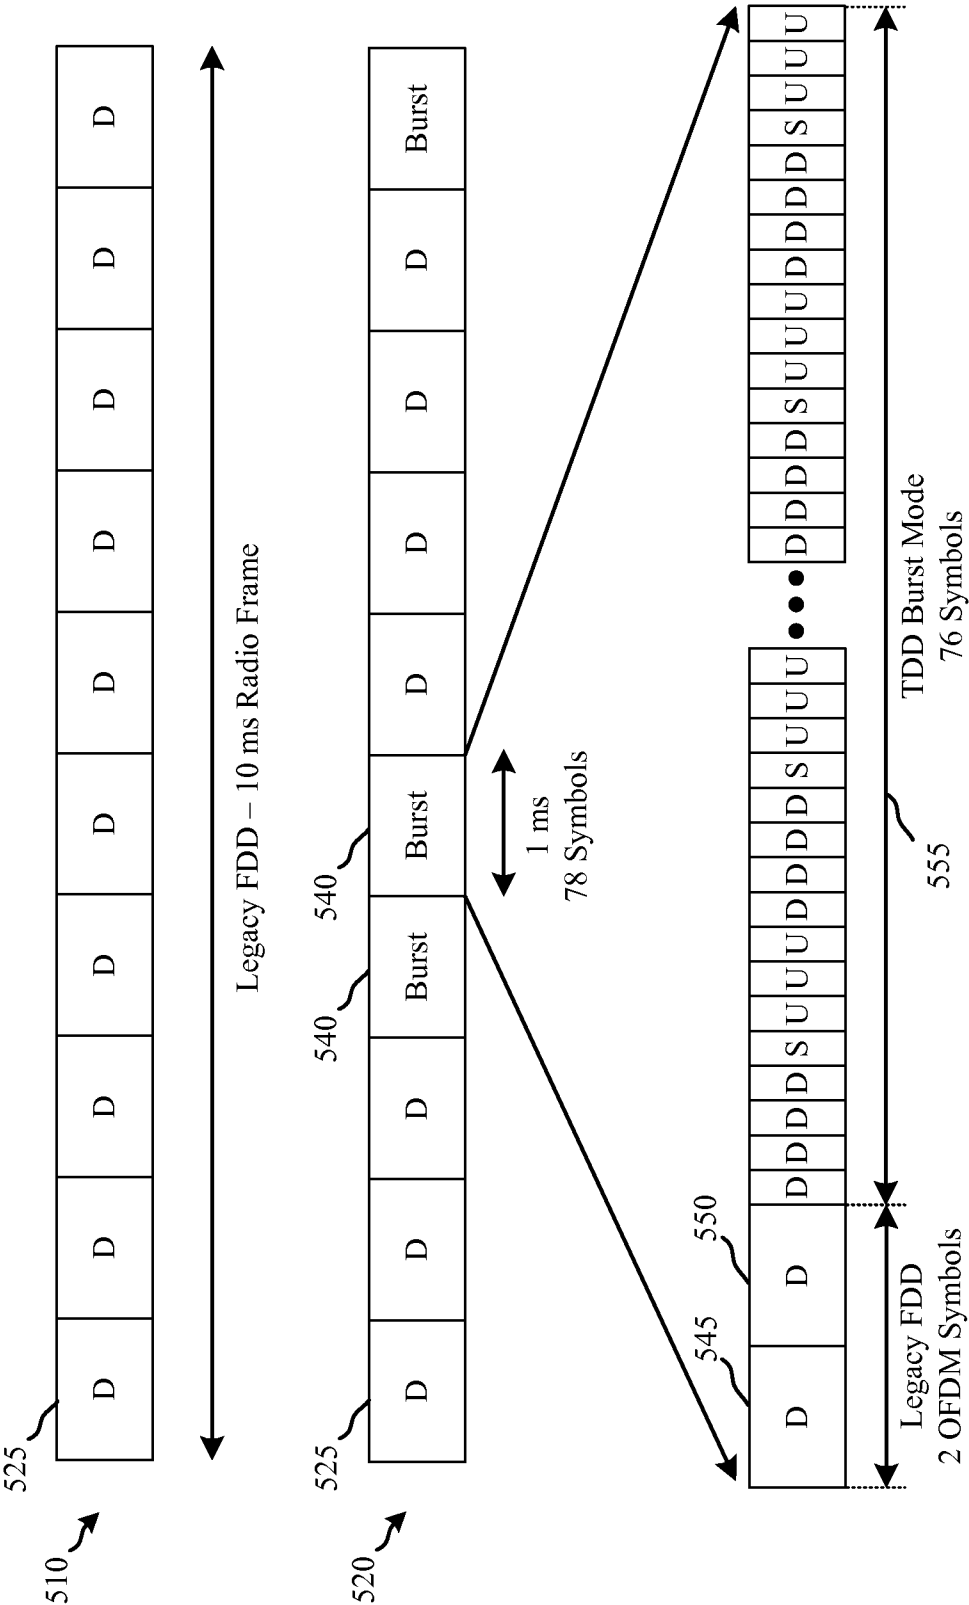 510
525
D D D D D D D D D D
Legacy FDD – 10 ms Radio Frame
520
525
540
540
D D D Burst Burst D D D D Burst
1 ms
78 Symbols
545
550
D D D D D D S U U U D D D D S U U U ••• D D D D S U U U D D D D S U U U
Legacy FDD
2 OFDM Symbols
555
TDD Burst Mode
76 Symbols